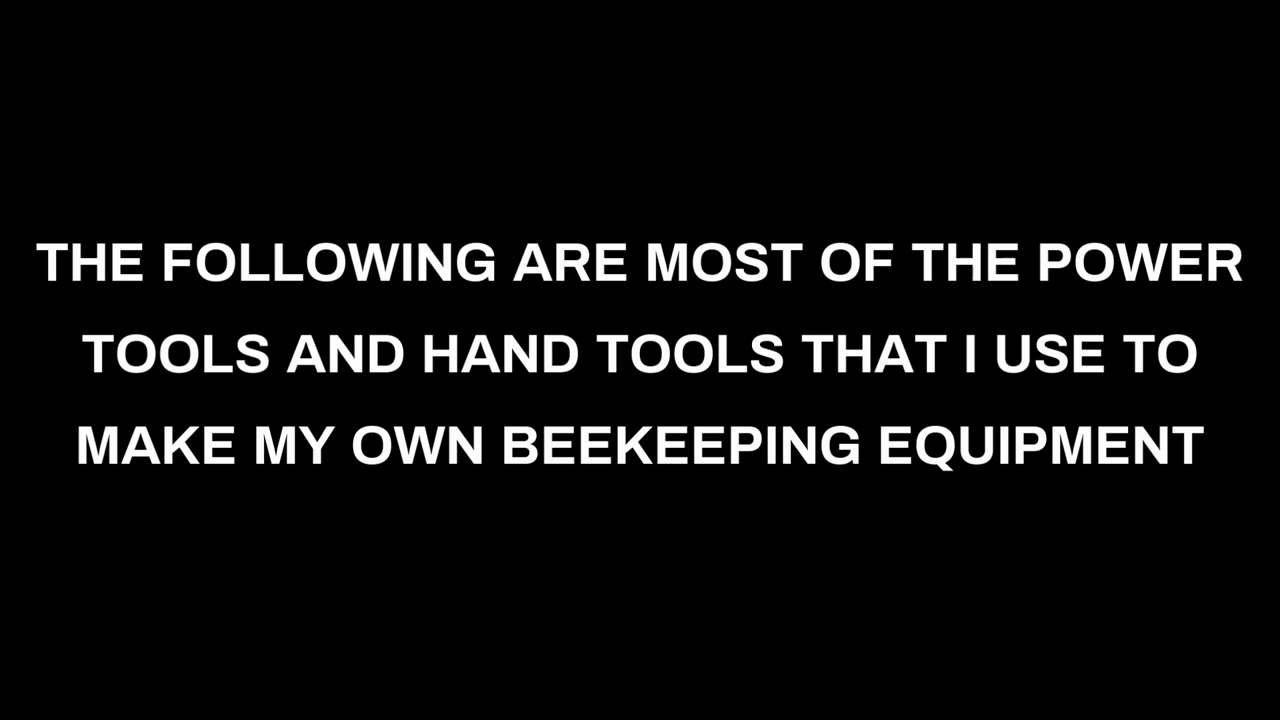 THE FOLLOWING ARE MOST OF THE POWER
TOOLS AND HAND TOOLS THAT I USE TO
MAKE MY OWN BEEKEEPING EQUIPMENT